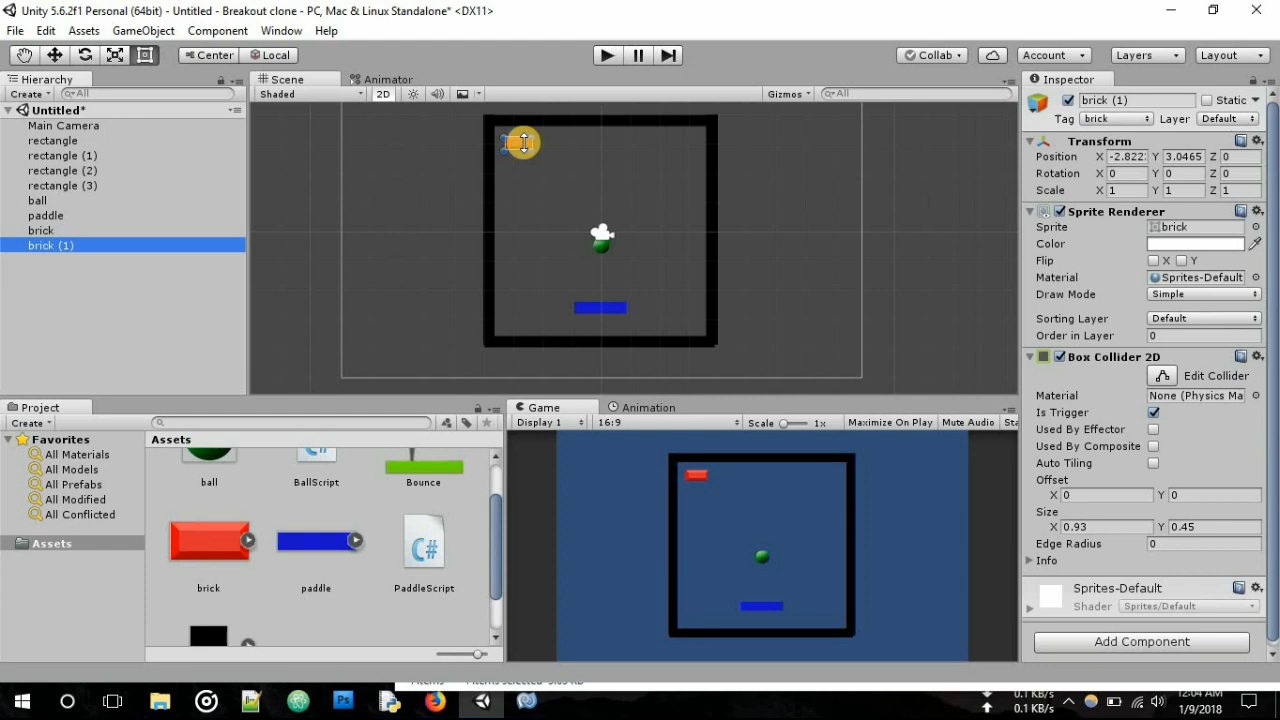 Unity 5.6.2f1 Personal (64bit) - Untitled - Breakout clone - PC, Mac & Linux Standalone* <DX11>
File Edit Assets GameObject Component Window Help
Center Local Collab Account Layers Layout
Hierarchy Scene Animator Inspector
Create All Shaded 2D Gizmos All brick (1) Static
Untitled* Tag brick Layer Default
Main Camera
rectangle Transform
rectangle (1) Position X -2.822 Y 3.0465 Z 0
rectangle (2) Rotation X 0 Y 0 Z 0
rectangle (3) Scale X 1 Y 1 Z 1
ball
paddle Sprite Renderer
brick Sprite brick
brick (1) Color
Flip X Y
Material Sprites-Default
Draw Mode Simple
Sorting Layer Default
Order in Layer 0
Box Collider 2D
Edit Collider
Material None (Physics Ma
Project Game Animation Is Trigger
Create Display 1 16:9 Scale 1x Maximize On Play Mute Audio Sta
Used By Effector
Favorites Assets Used By Composite
All Materials Auto Tiling
All Models Offset
All Prefabs ball BallScript Bounce X 0 Y 0
All Modified Size
All Conflicted X 0.93 Y 0.45
Assets Edge Radius 0
Info
brick paddle C# PaddleScript Sprites-Default
Shader Sprites/Default
Add Component
Ps
0.1 KB/s
0.1 KB/s
12:04 AM
1/9/2018